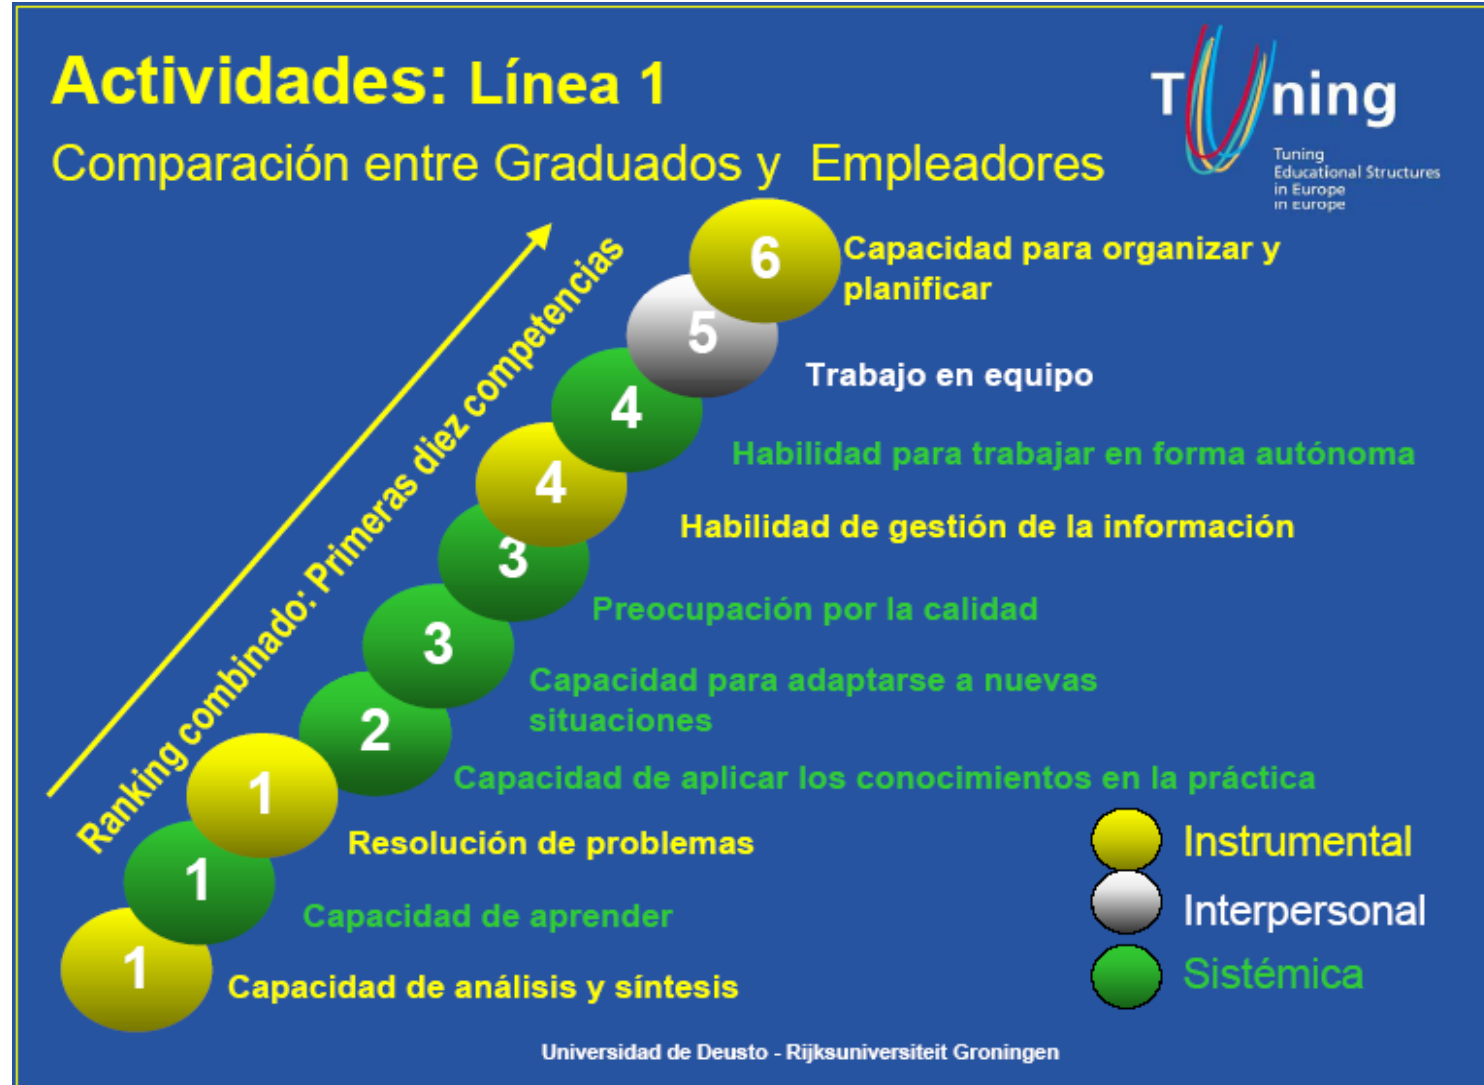 Actividades: Línea 1
Comparación entre Graduados y Empleadores
Tuning
Tuning
Educational Structures
in Europe
in Europe
Ranking combinado: Primeras diez competencias
6
Capacidad para organizar y
planificar
5
Trabajo en equipo
4
Habilidad para trabajar en forma autónoma
4
Habilidad de gestión de la información
3
Preocupación por la calidad
3
Capacidad para adaptarse a nuevas
situaciones
2
Capacidad de aplicar los conocimientos en la práctica
1
Resolución de problemas
1
Capacidad de aprender
1
Capacidad de análisis y síntesis
Instrumental
Interpersonal
Sistémica
Universidad de Deusto - Rijksuniversiteit Groningen